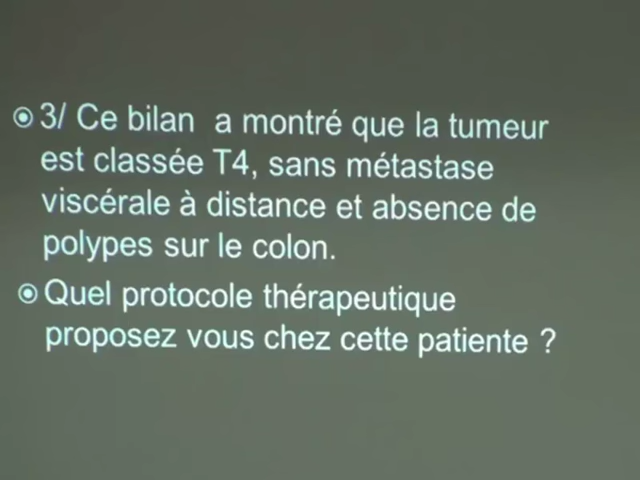 3/ Ce bilan a montré que la tumeur
est classée T4, sans métastase
viscérale à distance et absence de
polypes sur le colon.
Quel protocole thérapeutique
proposez vous chez cette patiente ?